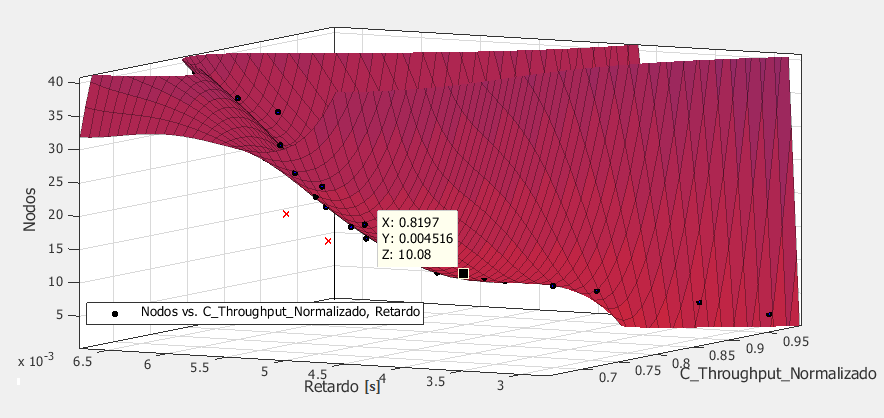 40
35
30
25
20
15
10
5
Nodos
X: 0.8197
Y: 0.004516
Z: 10.08
Nodos vs. C_Throughput_Normalizado, Retardo
x 10⁻³
6.5
6
5.5
5
4.5
4
3.5
3
Retardo [s]
0.7
0.75
0.8
0.85
0.9
0.95
C_Throughput_Normalizado